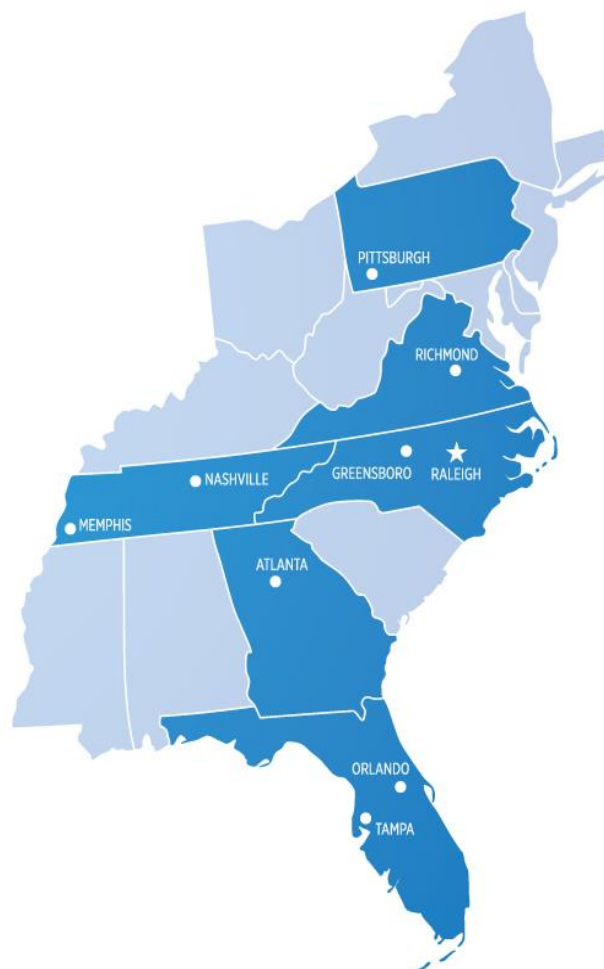 PITTSBURGH
RICHMOND
NASHVILLE
GREENSBORO
RALEIGH
MEMPHIS
ATLANTA
ORLANDO
TAMPA